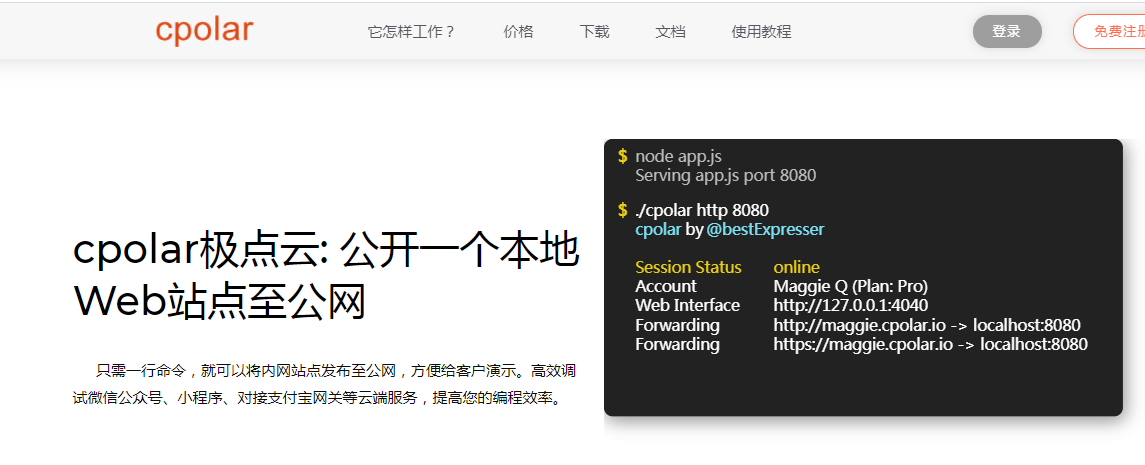 cpolar 它怎样工作？ 价格 下载 文档 使用教程 登录 免费注册
$ node app.js
Serving app.js port 8080
$ ./cpolar http 8080
cpolar by @bestExpresser
Session Status online
Account Maggie Q (Plan: Pro)
Web Interface http://127.0.0.1:4040
Forwarding http://maggie.cpolar.io -> localhost:8080
Forwarding https://maggie.cpolar.io -> localhost:8080
cpolar极点云: 公开一个本地
Web站点至公网
只需一行命令，就可以将内网站点发布至公网，方便给客户演示。高效调
试微信公众号、小程序、对接支付宝网关等云端服务，提高您的编程效率。